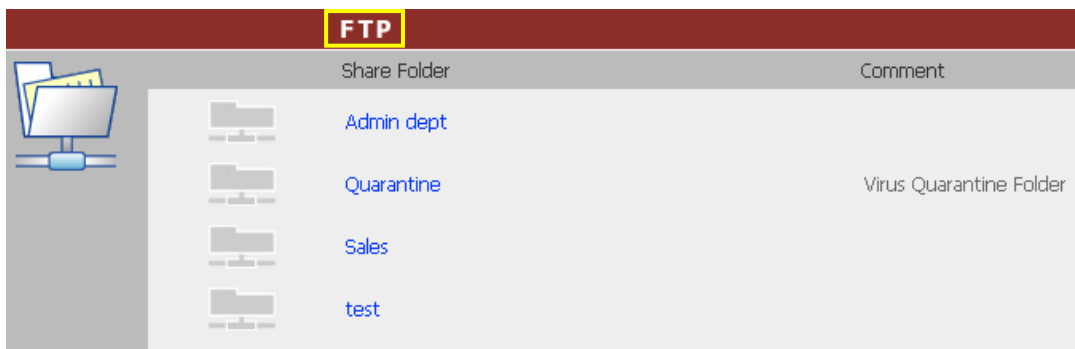 FTP
Share Folder Comment
Admin dept
Quarantine Virus Quarantine Folder
Sales
test